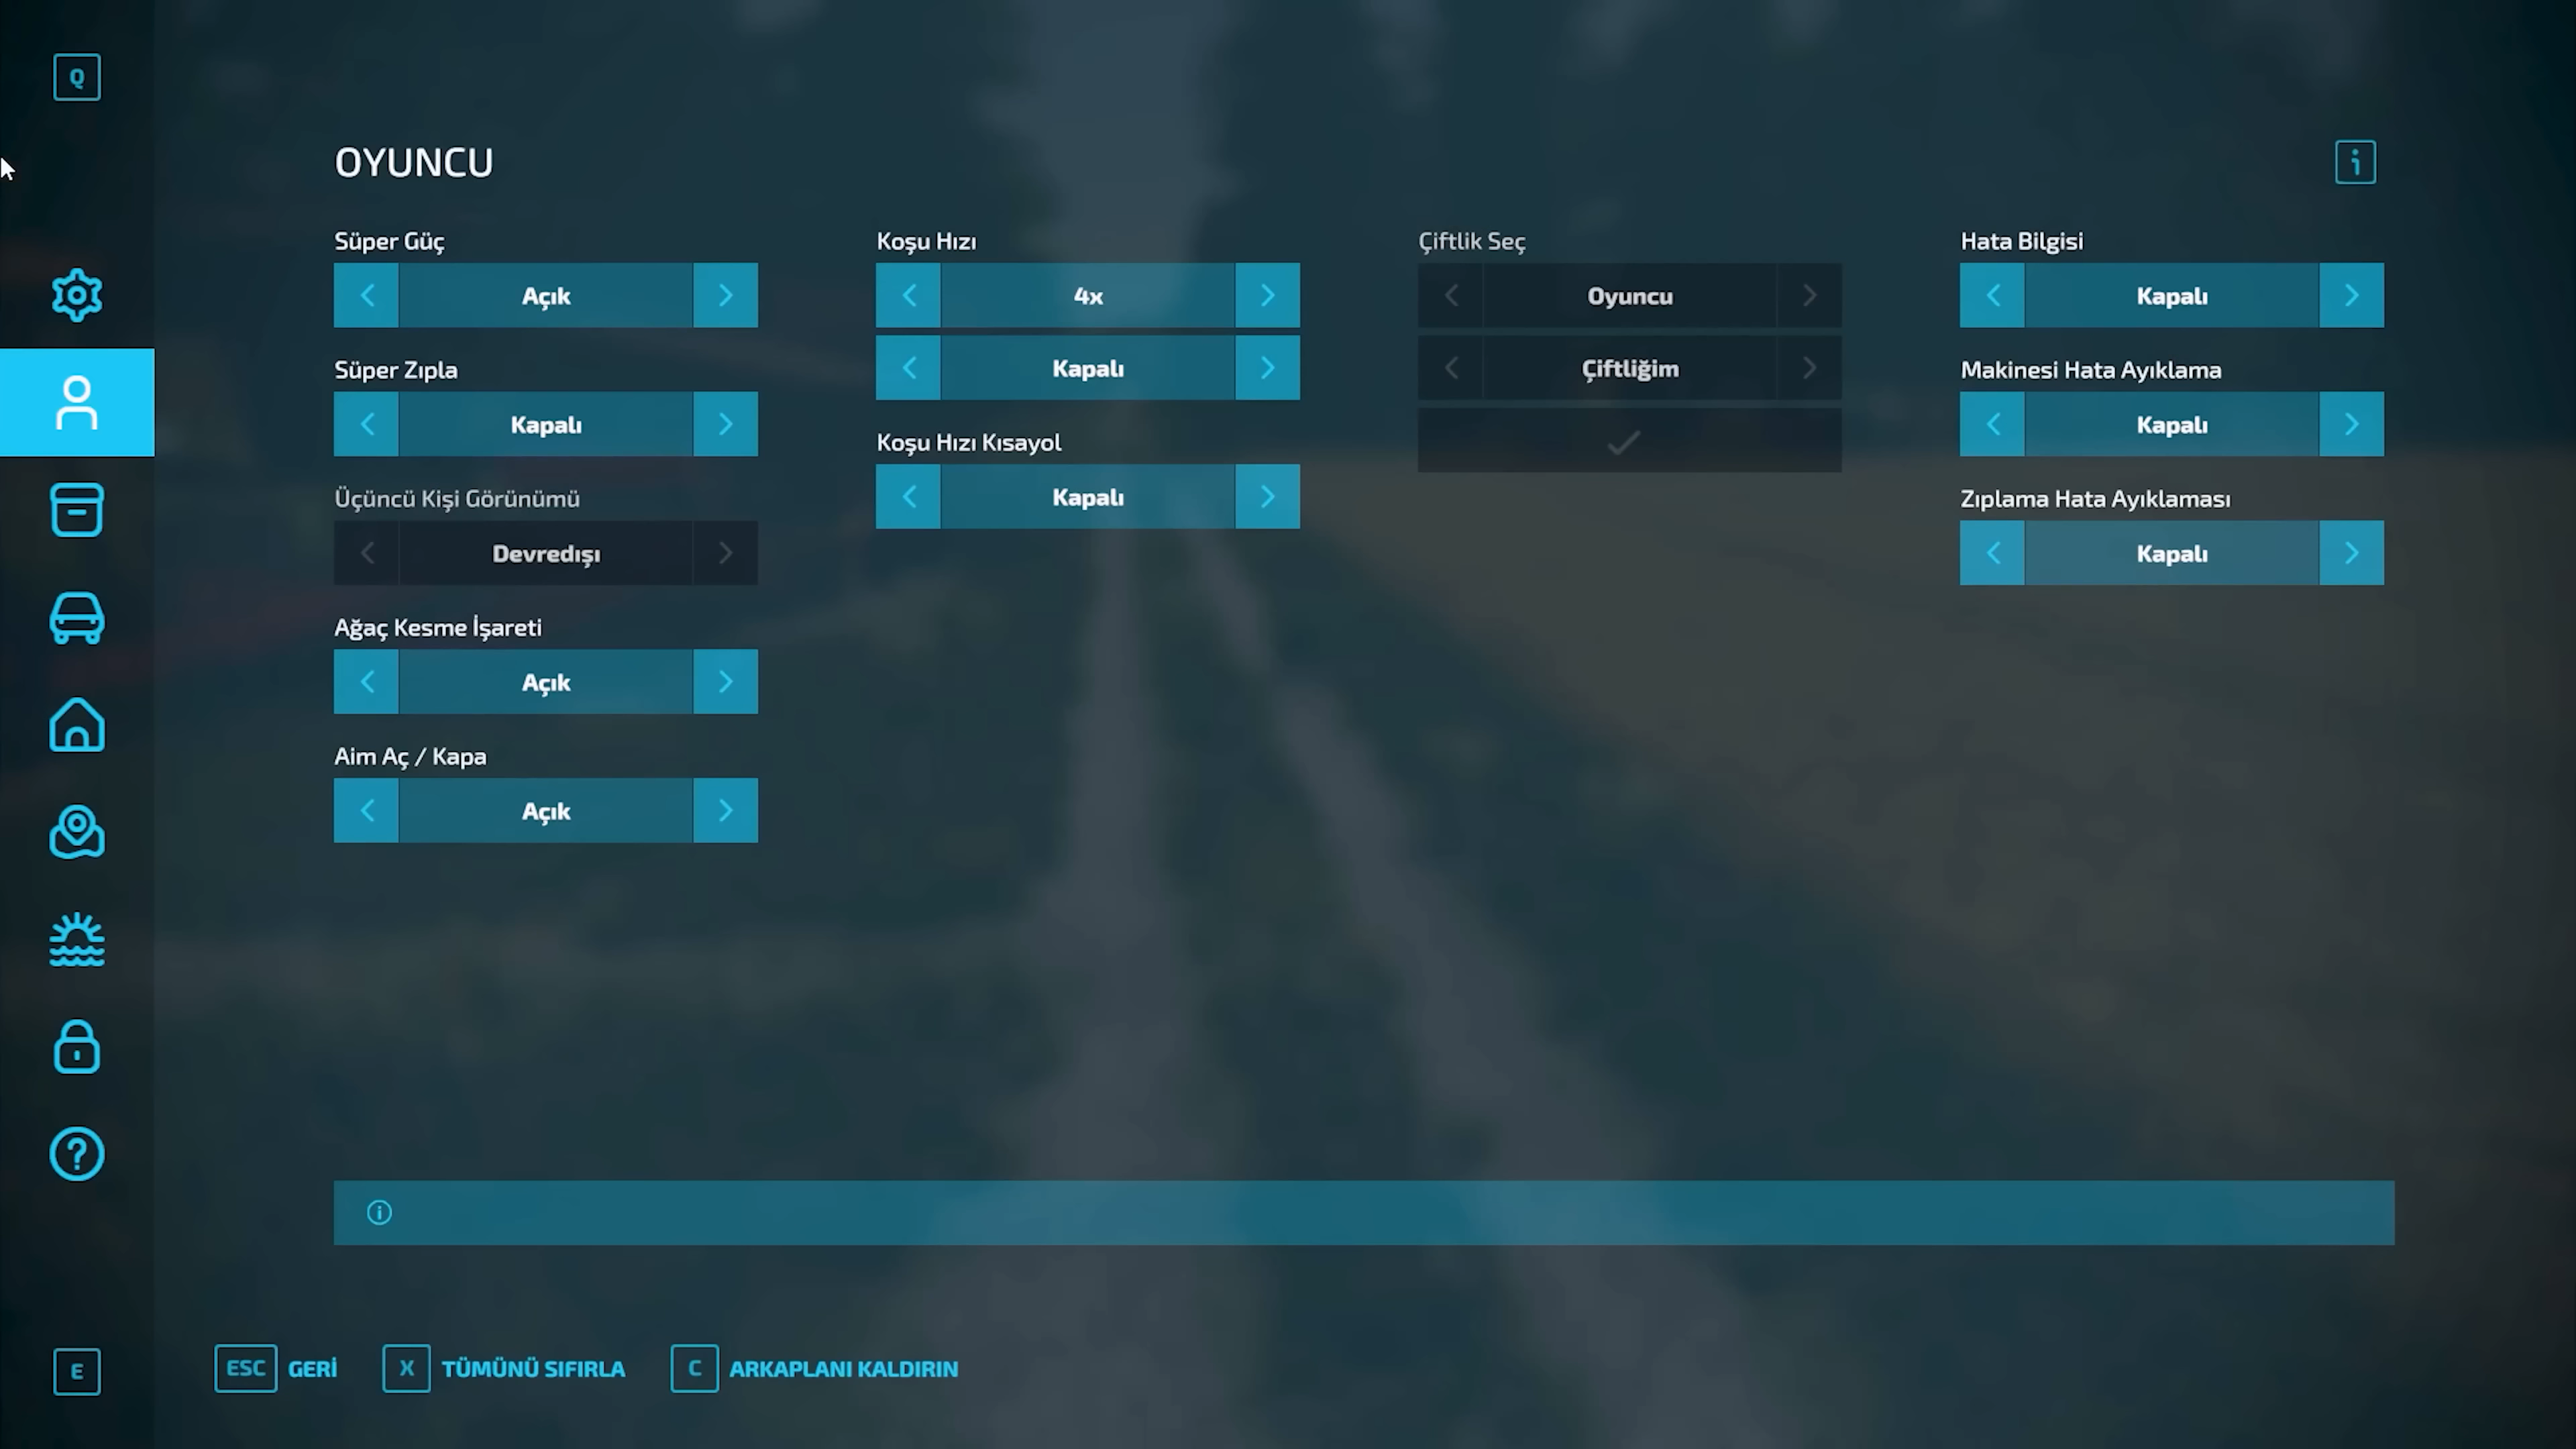 Q
OYUNCU
Süper Güç
Açık
Süper Zıpla
Kapalı
Üçüncü Kişi Görünümü
Devredışı
Ağaç Kesme İşareti
Açık
Aim Aç / Kapa
Açık
Koşu Hızı
4x
Kapalı
Koşu Hızı Kısayol
Kapalı
Çiftlik Seç
Oyuncu
Çiftliğim
Hata Bilgisi
Kapalı
Makinesi Hata Ayıklama
Kapalı
Zıplama Hata Ayıklaması
Kapalı
E
ESC GERİ X TÜMÜNÜ SIFIRLA C ARKAPLANI KALDIRIN